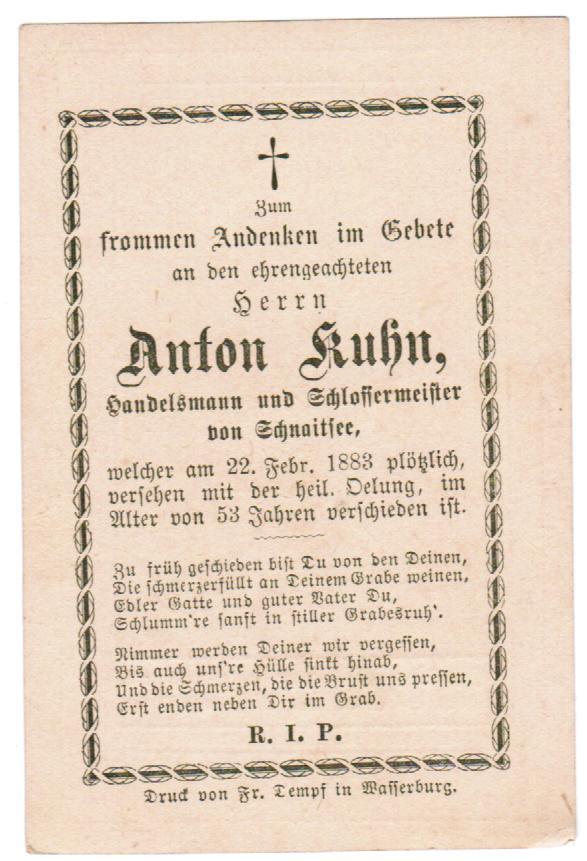 Zum
frommen Andenken im Gebete
an den ehrengeachteten
Herrn
Anton Kuhn,
Handelsmann und Schlossermeister
von Schnaitsee,
welcher am 22. Febr. 1883 plötzlich,
versehen mit der heil. Oelung, im
Alter von 53 Jahren verschieden ist.
Zu früh geschieden bist Du von den Deinen,
Die schmerzerfüllt an Deinem Grabe weinen,
Edler Gatte und guter Vater Du,
Schlumm're sanft in stiller Grabesruh'.
Nimmer werden Deiner wir vergessen,
Bis auch uns're Hülle sinkt hinab,
Und die Schmerzen, die die Brust uns pressen,
Erst enden neben Dir im Grab.
R. I. P.
Druck von Fr. Dempf in Wasserburg.